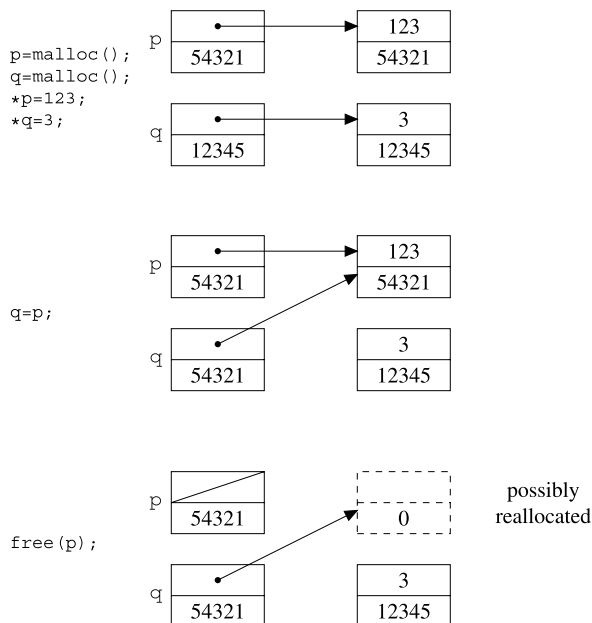 p=malloc();
q=malloc();
*p=123;
*q=3;
p
54321
123
54321
q
12345
3
12345
q=p;
p
54321
123
54321
q
54321
3
12345
free(p);
p
54321
0
possibly
reallocated
q
54321
3
12345